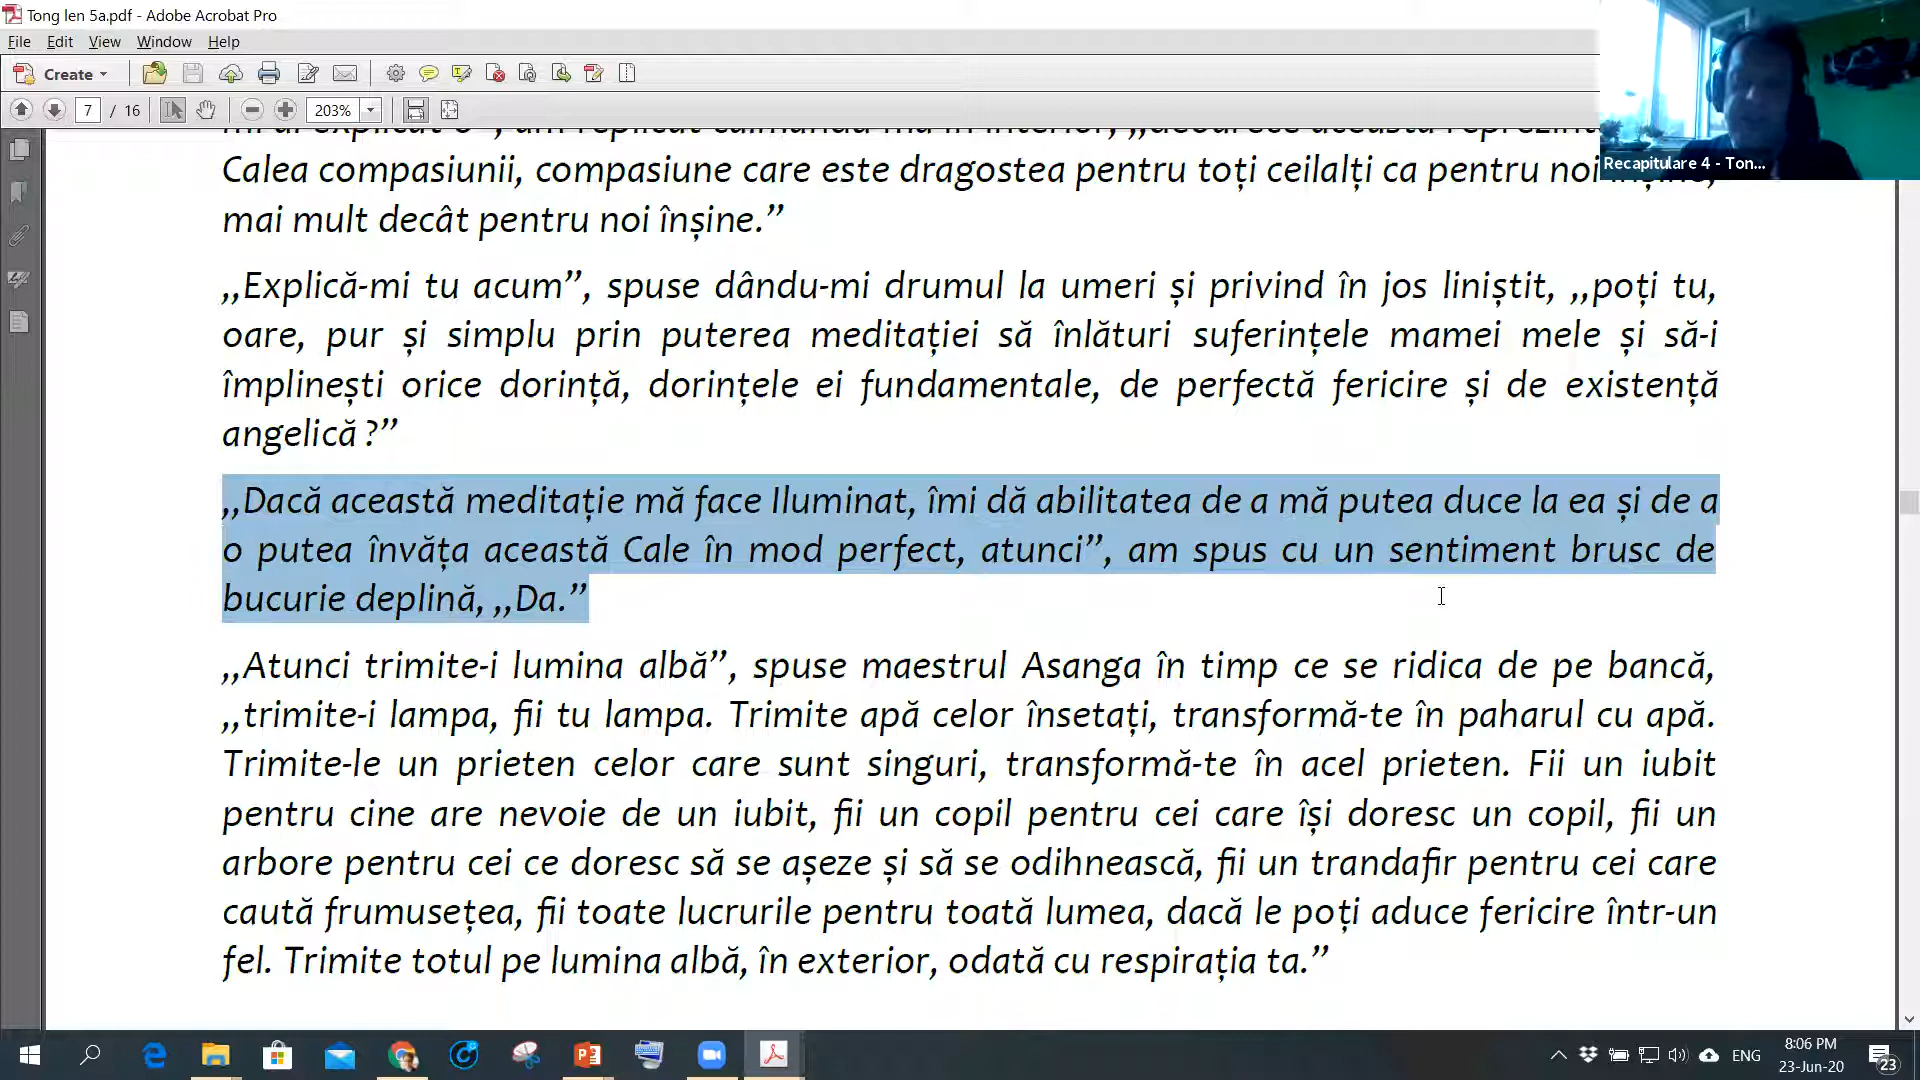 Tong len 5a.pdf - Adobe Acrobat Pro
File Edit View Window Help
Create
7 / 16 203%
Recapitulare 4 - Ton...
Calea compasiunii, compasiune care este dragostea pentru toți ceilalți ca pentru noi înșine,
mai mult decât pentru noi înșine.”
,,Explică-mi tu acum”, spuse dându-mi drumul la umeri și privind în jos liniștit, ,,poți tu,
oare, pur și simplu prin puterea meditației să înlături suferințele mamei mele și să-i
împlinești orice dorință, dorințele ei fundamentale, de perfectă fericire și de existență
angelică ?”
,,Dacă această meditație mă face Iluminat, îmi dă abilitatea de a mă putea duce la ea și de a
o putea învăța această Cale în mod perfect, atunci”, am spus cu un sentiment brusc de
bucurie deplină, ,,Da.”
,,Atunci trimite-i lumina albă”, spuse maestrul Asanga în timp ce se ridica de pe bancă,
,,trimite-i lampa, fii tu lampa. Trimite apă celor însetați, transformă-te în paharul cu apă.
Trimite-le un prieten celor care sunt singuri, transformă-te în acel prieten. Fii un iubit
pentru cine are nevoie de un iubit, fii un copil pentru cei care își doresc un copil, fii un
arbore pentru cei ce doresc să se așeze și să se odihnească, fii un trandafir pentru cei care
caută frumusețea, fii toate lucrurile pentru toată lumea, dacă le poți aduce fericire într-un
fel. Trimite totul pe lumina albă, în exterior, odată cu respirația ta.”
ENG
8:06 PM
23-Jun-20
23